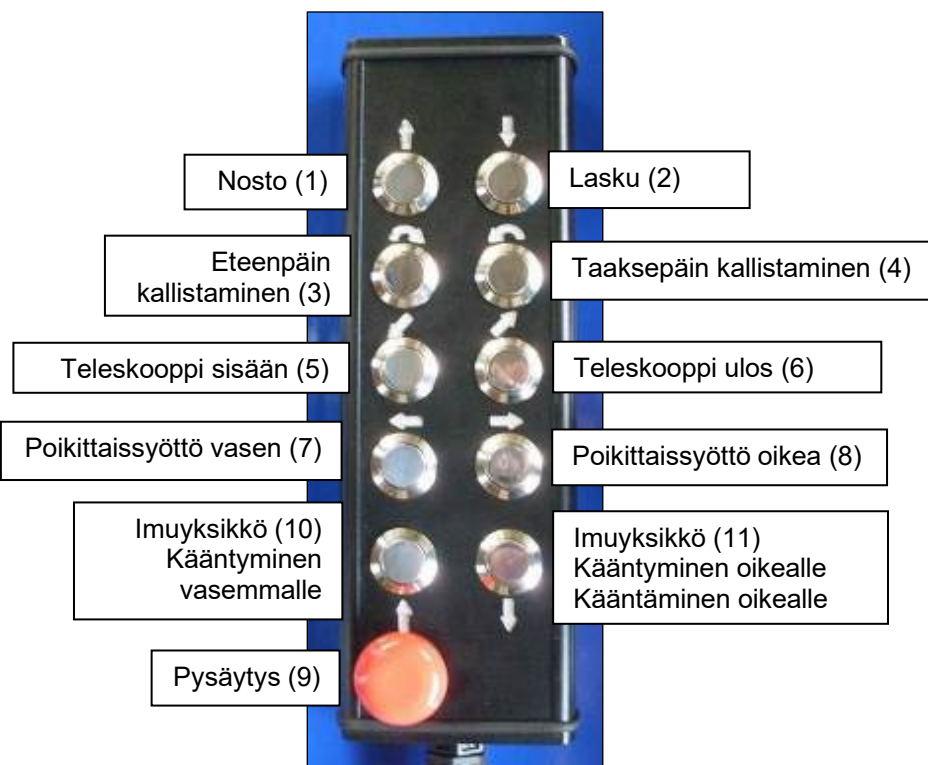 Nosto (1)
Lasku (2)
Eteenpäin
kallistaminen (3)
Taaksepäin kallistaminen (4)
Teleskooppi sisään (5)
Teleskooppi ulos (6)
Poikittaissyöttö vasen (7)
Poikittaissyöttö oikea (8)
Imuyksikkö (10)
Kääntyminen
vasemmalle
Imuyksikkö (11)
Kääntyminen oikealle
Kääntäminen oikealle
Pysäytys (9)